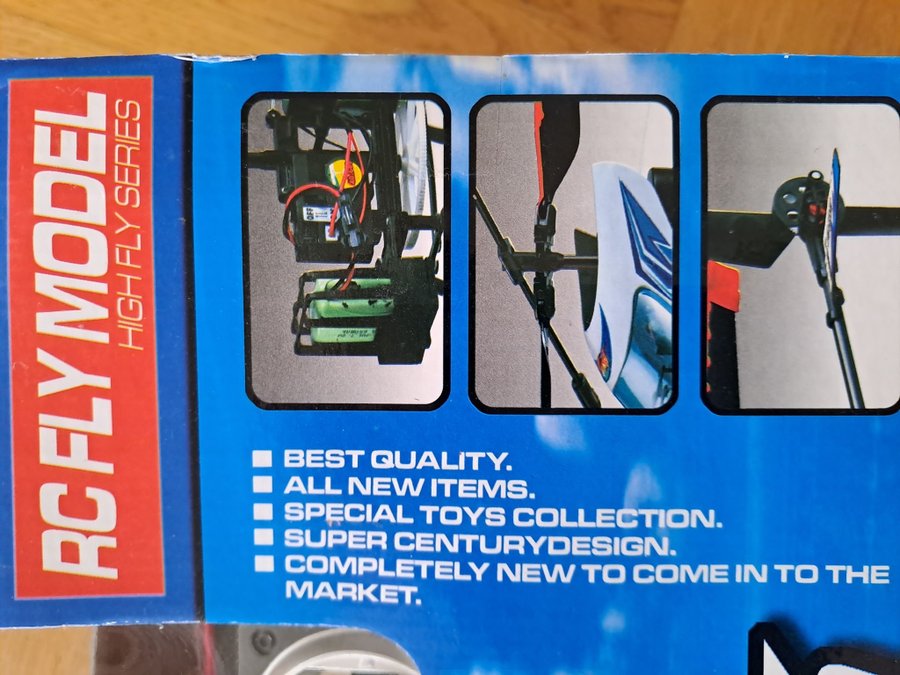 RC FLY MODEL
HIGH FLY SERIES
BEST QUALITY.
ALL NEW ITEMS.
SPECIAL TOYS COLLECTION.
SUPER CENTURYDESIGN.
COMPLETELY NEW TO COME IN TO THE
MARKET.